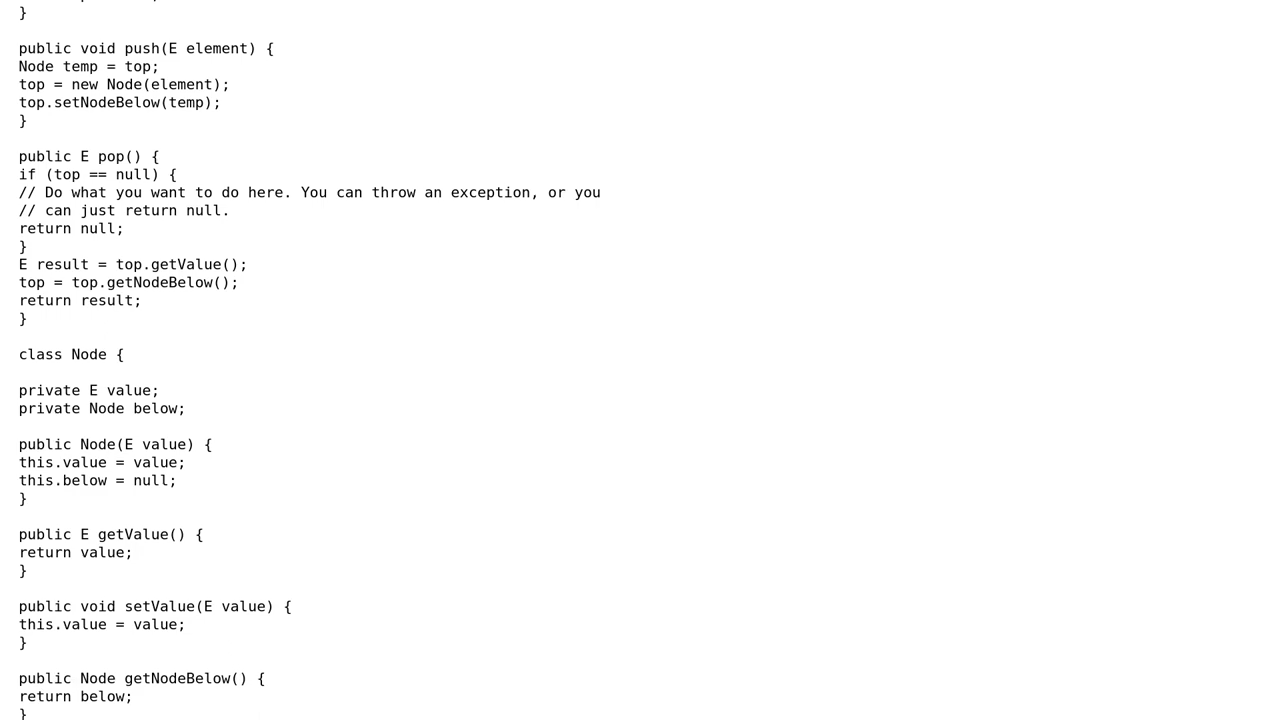 }
public void push(E element) {
Node temp = top;
top = new Node(element);
top.setNodeBelow(temp);
}
public E pop() {
if (top == null) {
// Do what you want to do here. You can throw an exception, or you
// can just return null.
return null;
}
E result = top.getValue();
top = top.getNodeBelow();
return result;
}
class Node {
private E value;
private Node below;
public Node(E value) {
this.value = value;
this.below = null;
}
public E getValue() {
return value;
}
public void setValue(E value) {
this.value = value;
}
public Node getNodeBelow() {
return below;
}